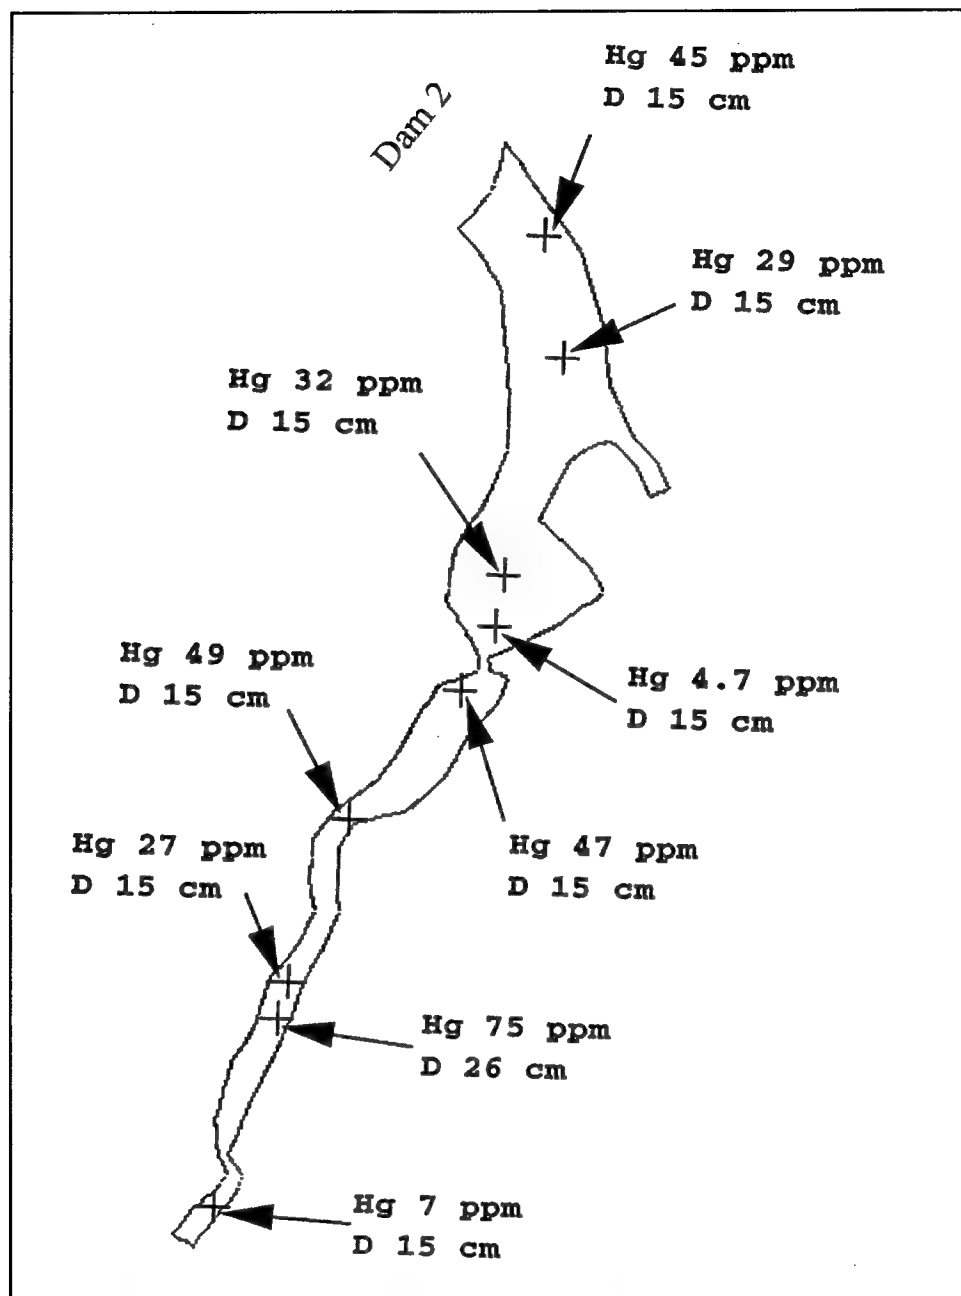 Hg 45 ppm
D 15 cm
Dam 2
Hg 29 ppm
D 15 cm
Hg 32 ppm
D 15 cm
Hg 49 ppm
D 15 cm
Hg 4.7 ppm
D 15 cm
Hg 27 ppm
D 15 cm
Hg 47 ppm
D 15 cm
Hg 75 ppm
D 26 cm
Hg 7 ppm
D 15 cm